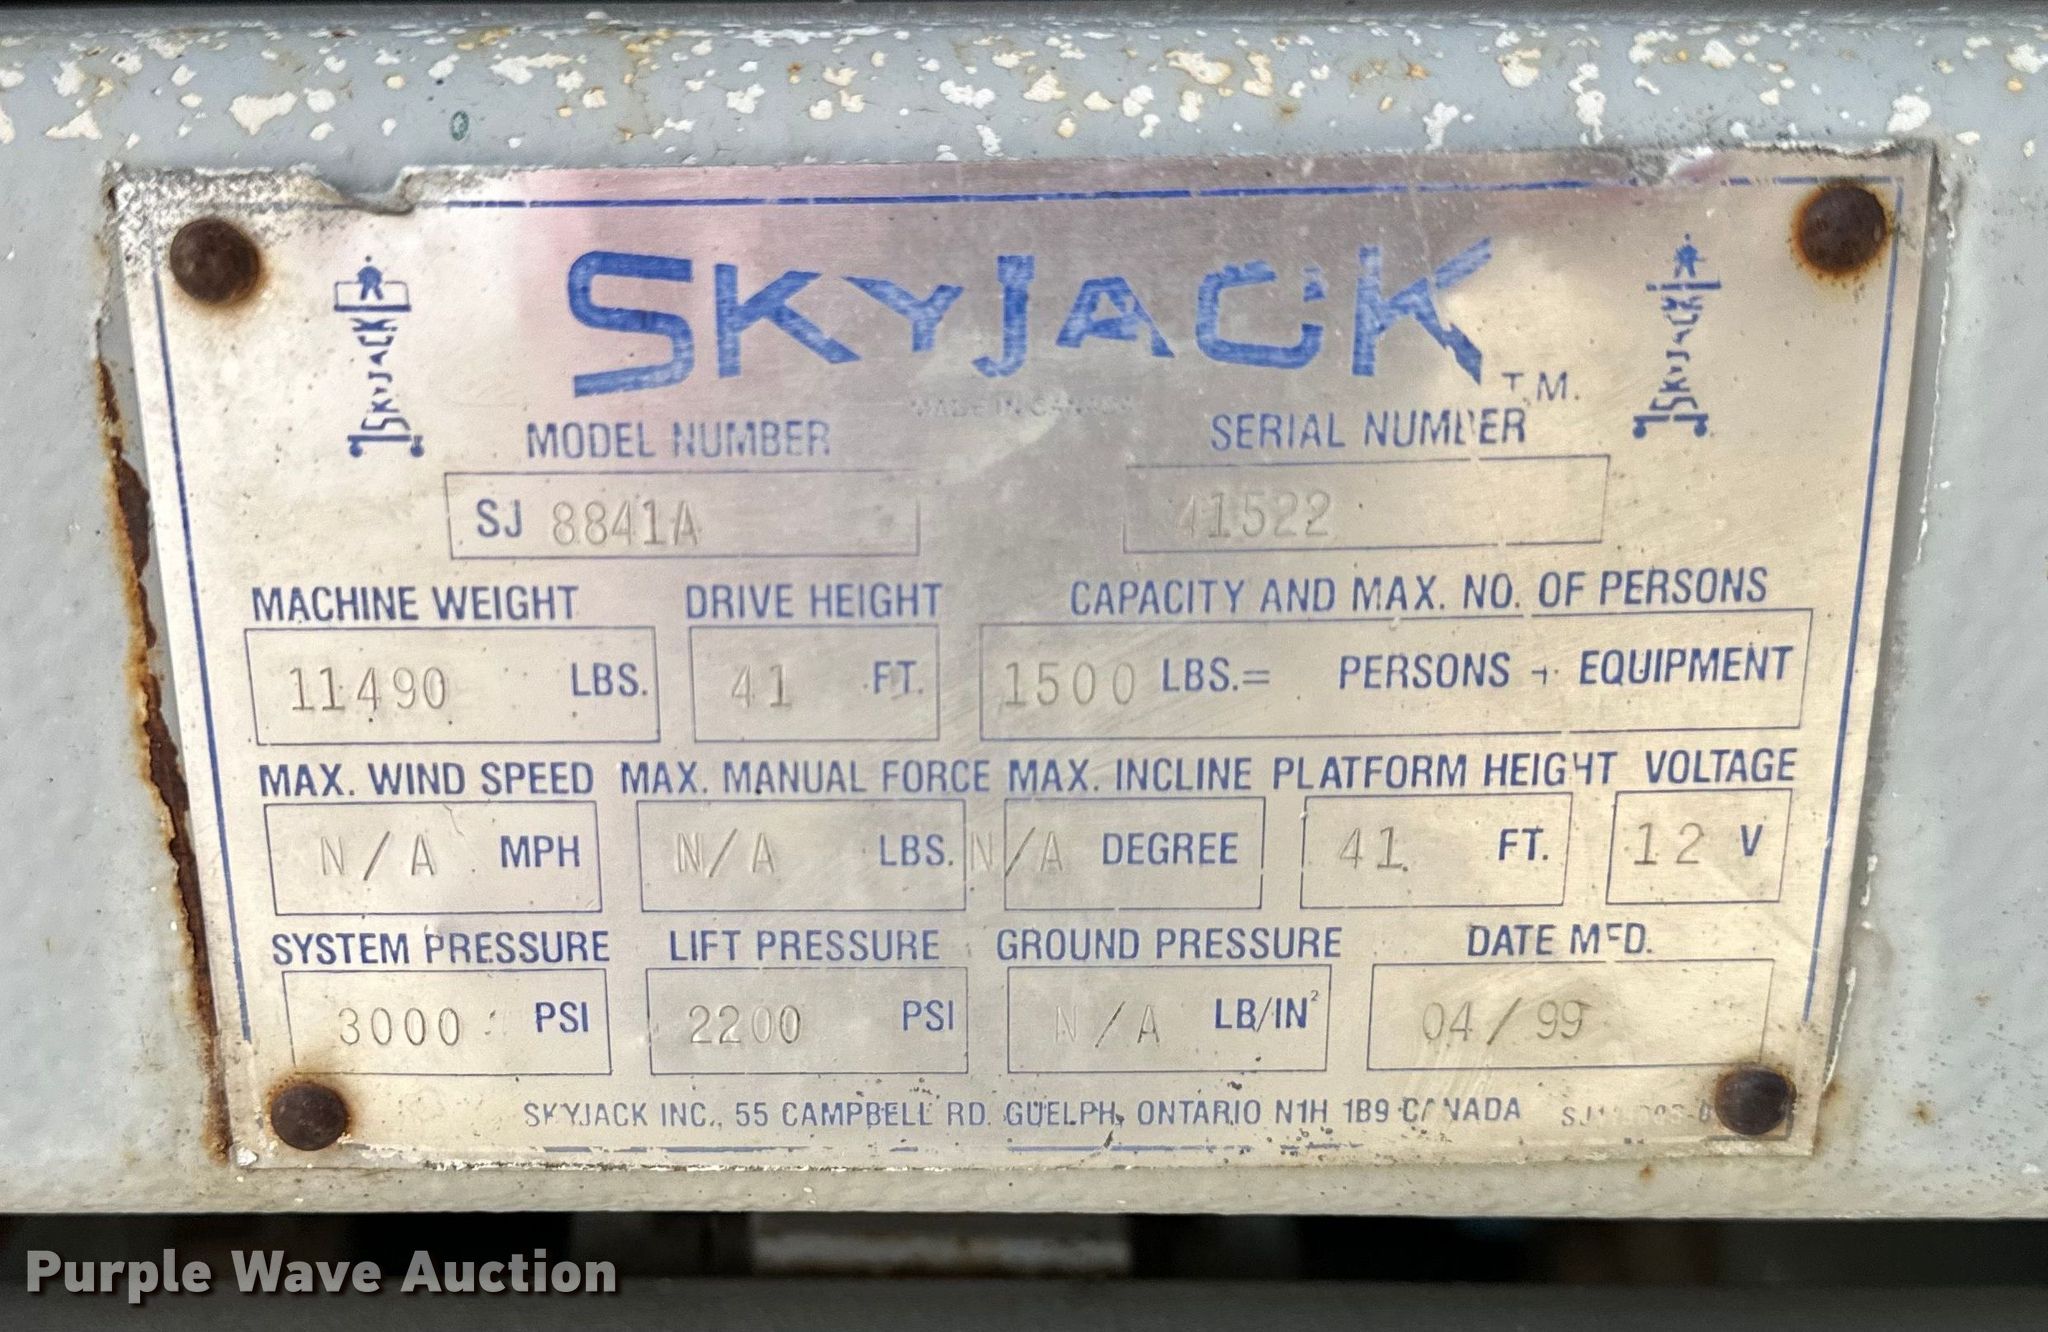 SKYJACK
SKYJACK T.M. SKYJACK
MADE IN CANADA
MODEL NUMBER SERIAL NUMBER
SJ 8841A 41522
MACHINE WEIGHT DRIVE HEIGHT CAPACITY AND MAX. NO. OF PERSONS
11490 LBS. 41 FT. 1500 LBS.= PERSONS + EQUIPMENT
MAX. WIND SPEED MAX. MANUAL FORCE MAX. INCLINE PLATFORM HEIGHT VOLTAGE
N/A MPH N/A LBS. N/A DEGREE 41 FT. 12 V
SYSTEM PRESSURE LIFT PRESSURE GROUND PRESSURE DATE MFD.
3000 PSI 2200 PSI N/A LB/IN² 04/99
SKYJACK INC., 55 CAMPBELL RD. GUELPH, ONTARIO N1H 1B9 CANADA
Purple Wave Auction